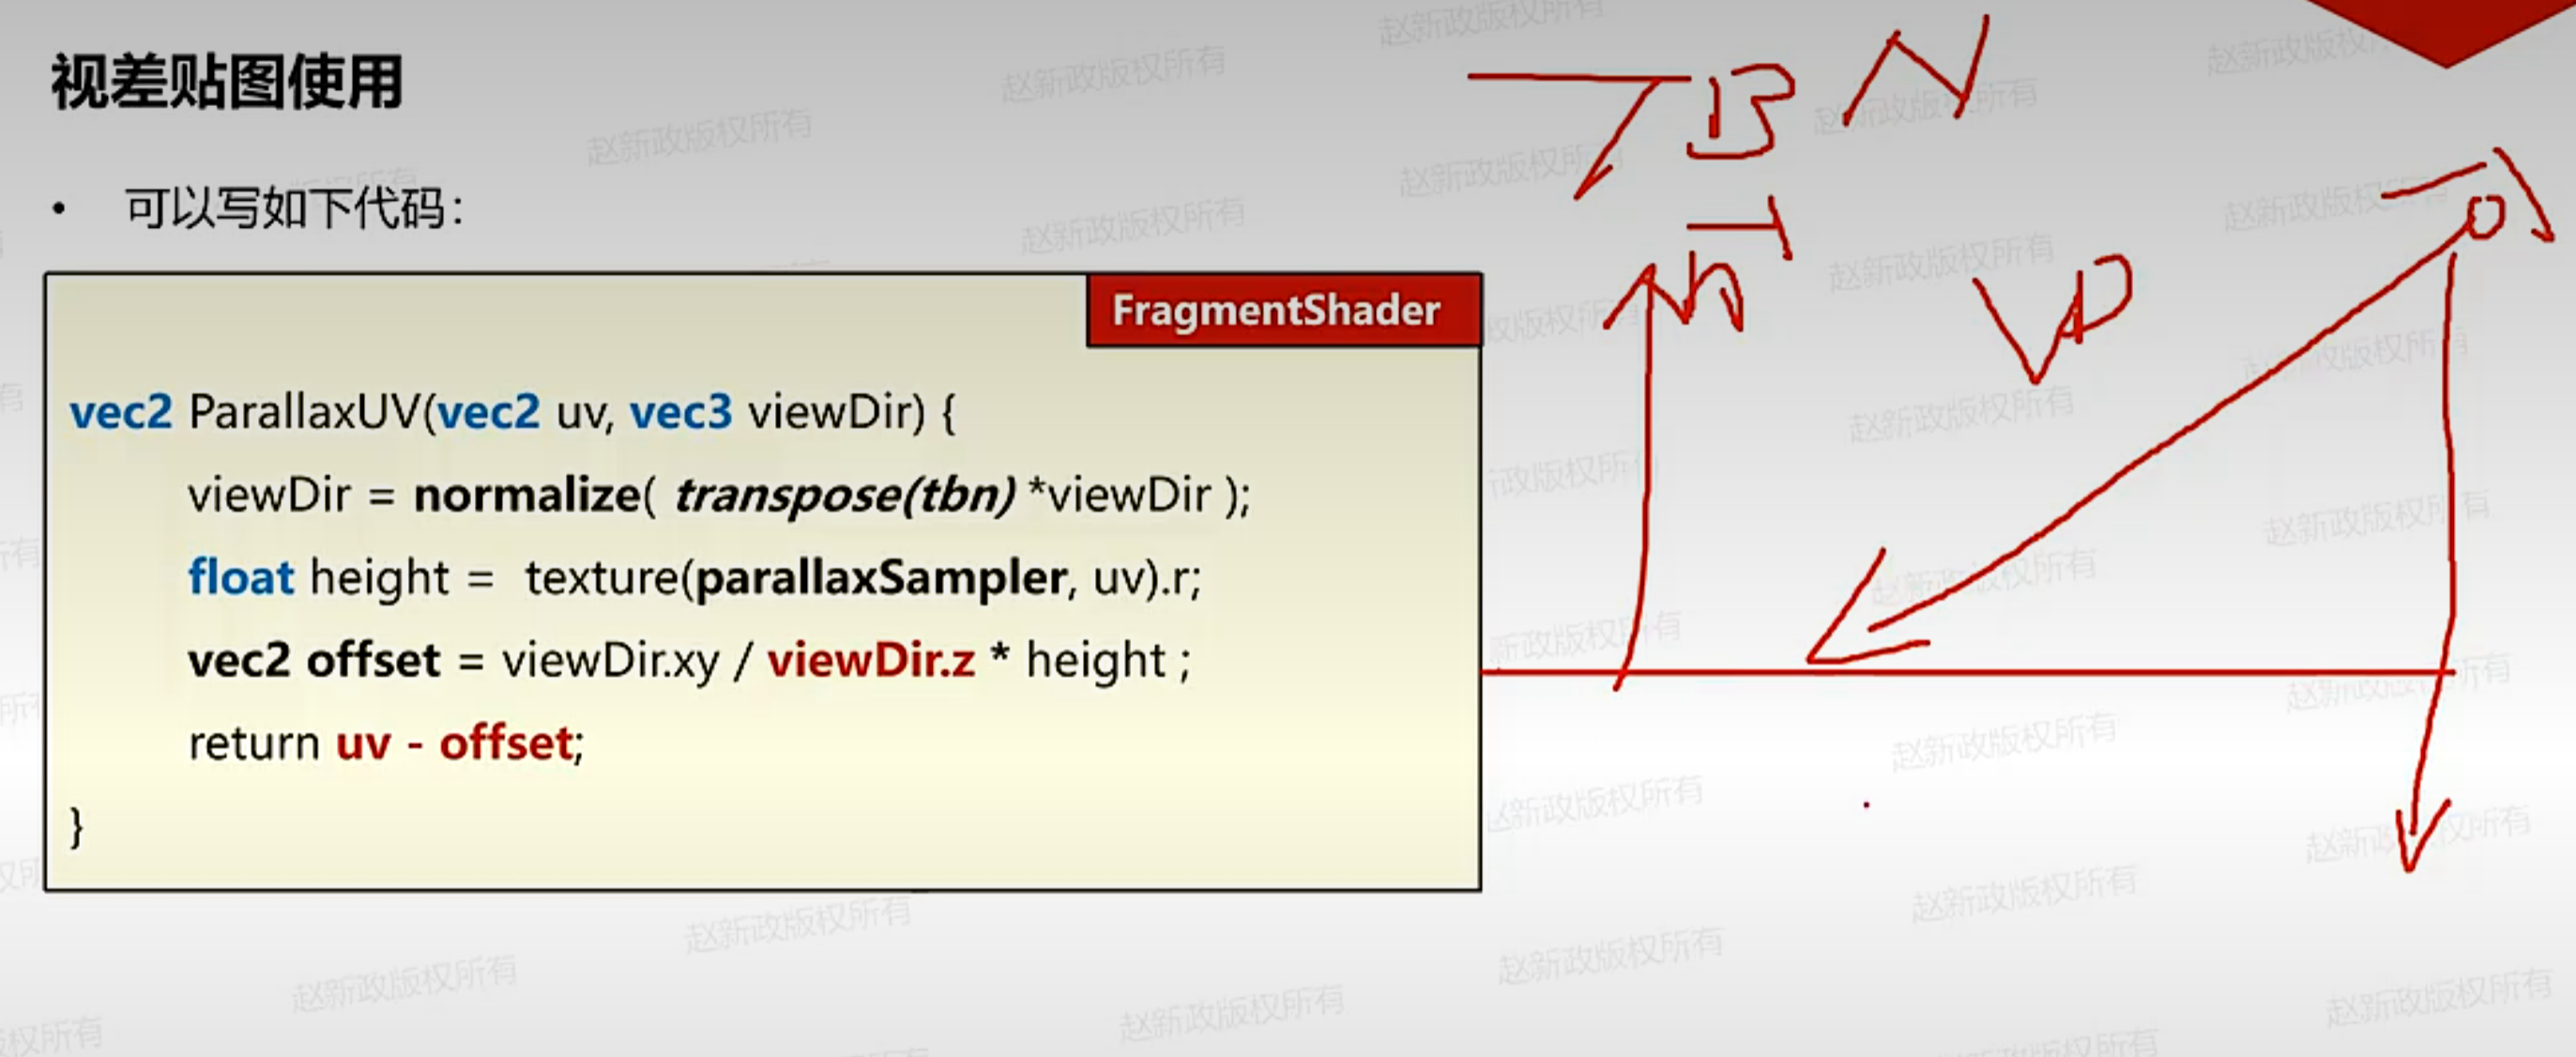 视差贴图使用
• 可以写如下代码：
FragmentShader
vec2 ParallaxUV(vec2 uv, vec3 viewDir) {
viewDir = normalize( transpose(tbn) *viewDir );
float height = texture(parallaxSampler, uv).r;
vec2 offset = viewDir.xy / viewDir.z * height ;
return uv - offset;
}
TBN
VD
赵新政版权所有